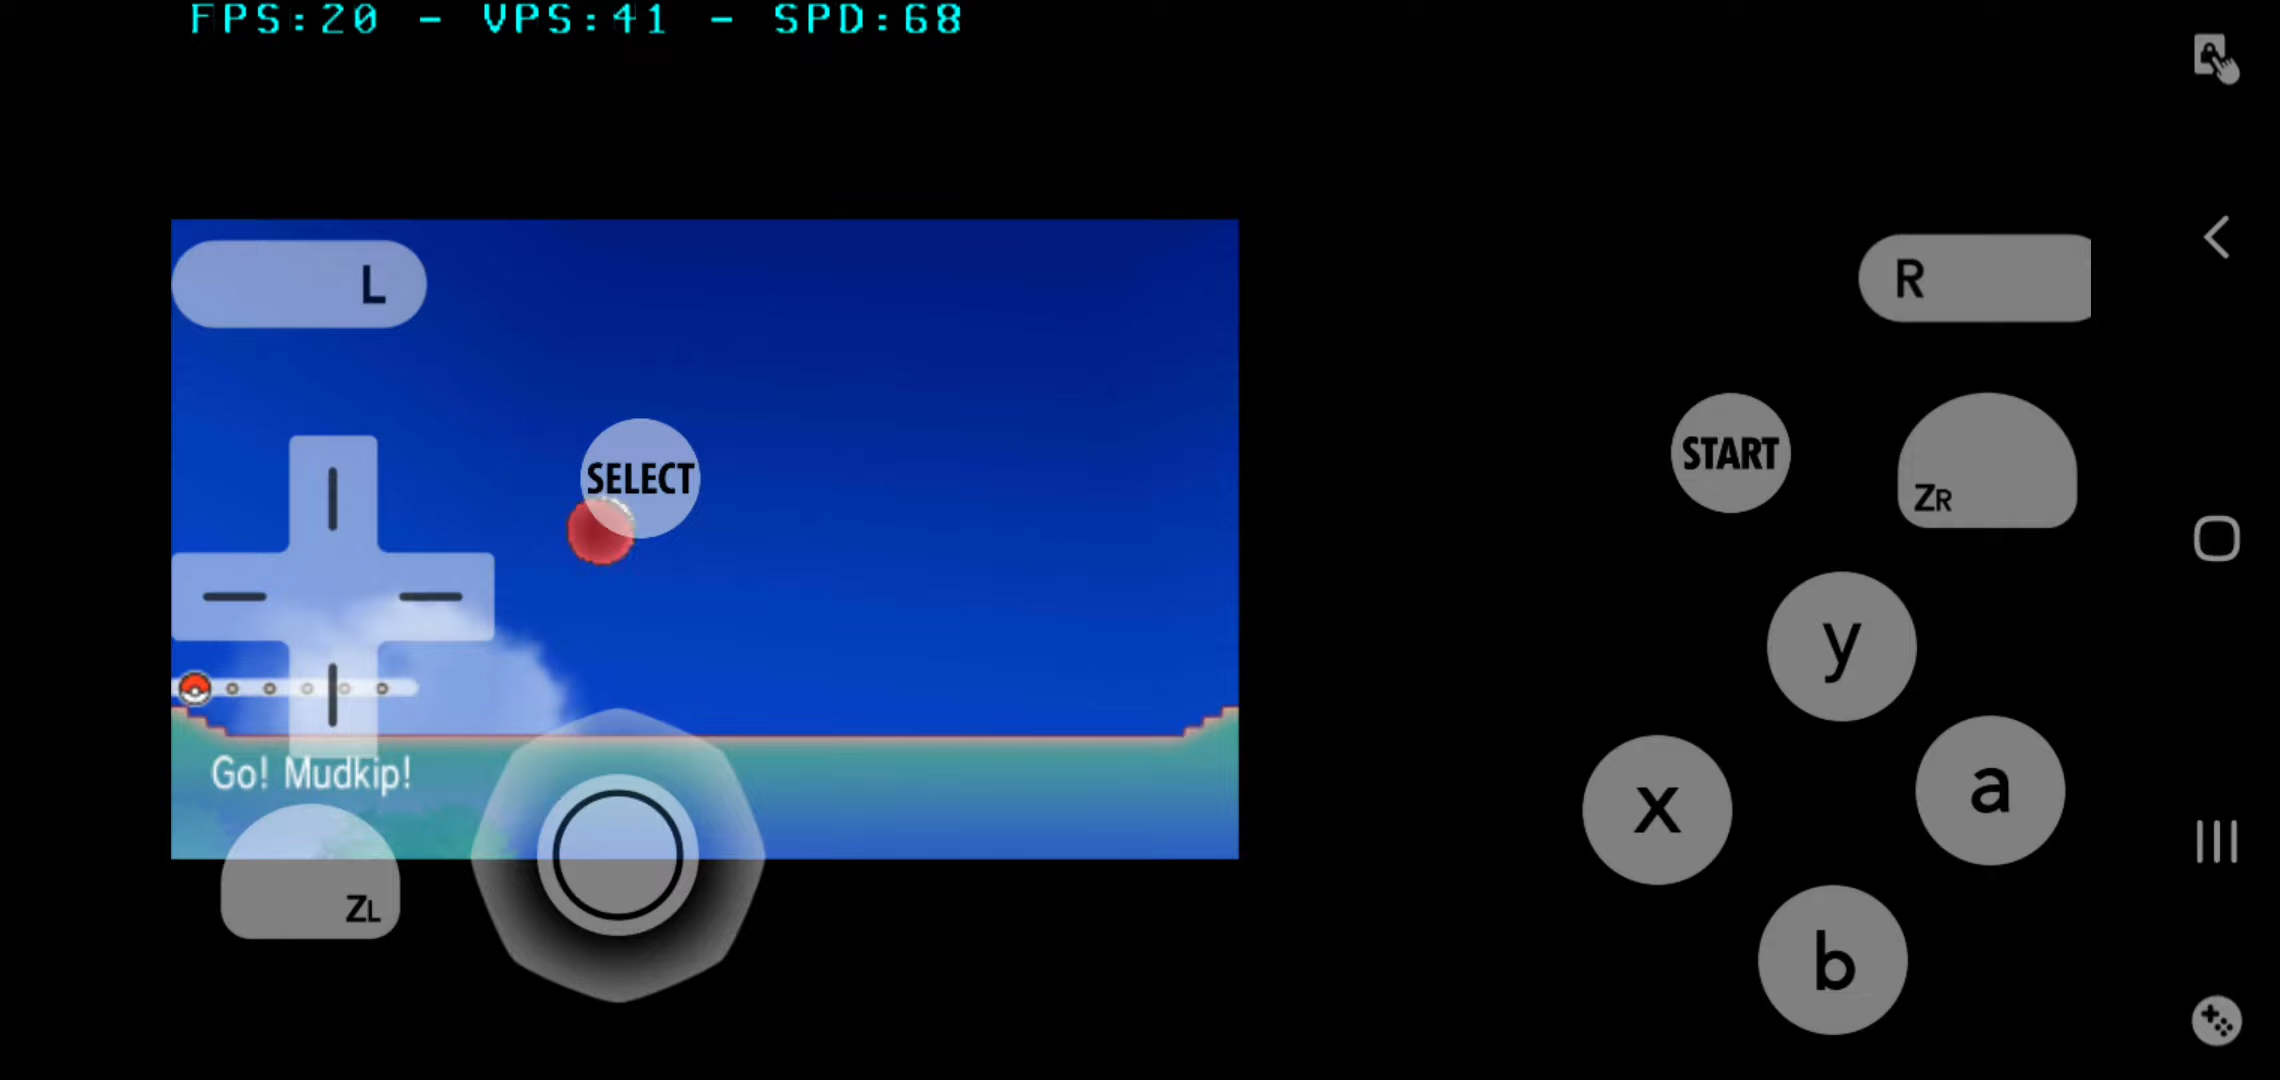 FPS:20 - VPS:41 - SPD:68
L
R
SELECT
START
ZR
y
Go! Mudkip!
x
a
ZL
b